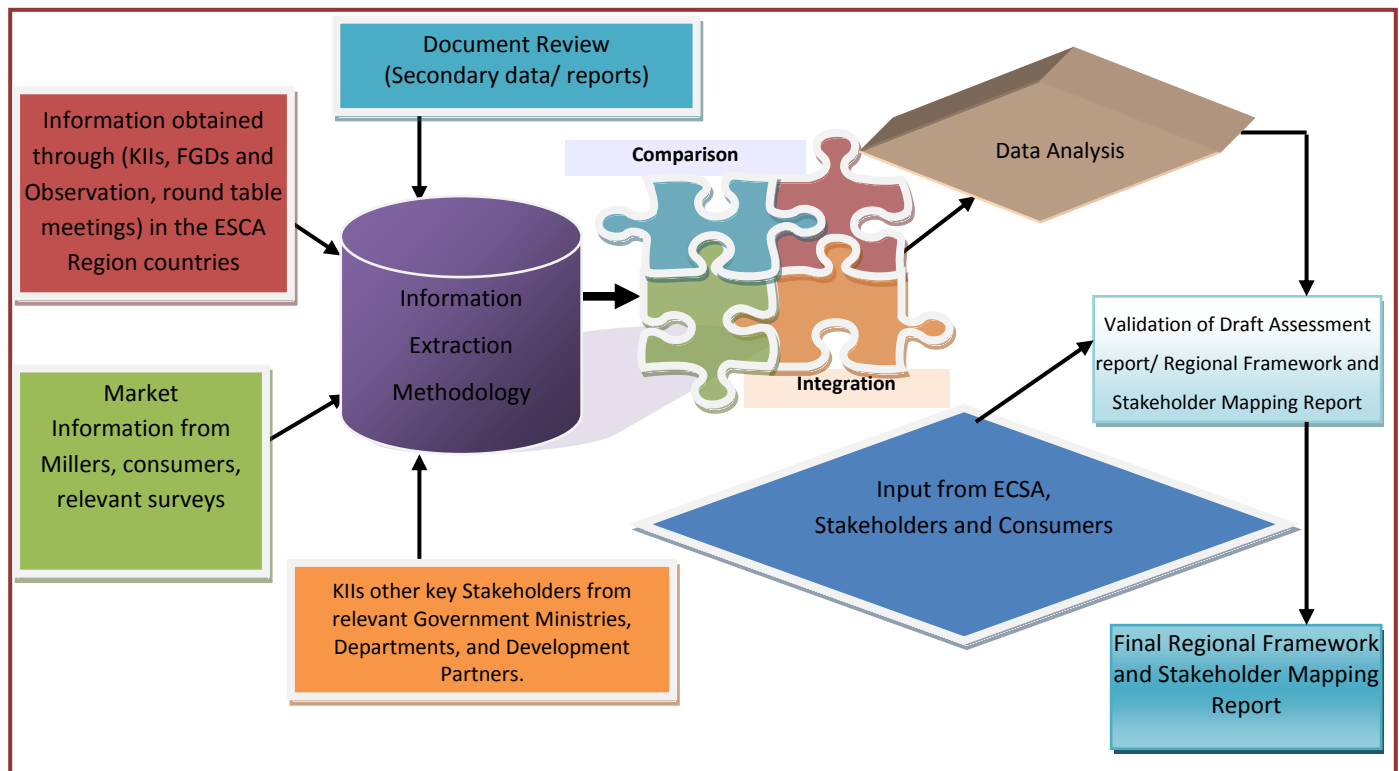 Document Review
(Secondary data/ reports)
Information obtained
through (KIIs, FGDs and
Observation, round table
meetings) in the ESCA
Region countries
Market
Information from
Millers, consumers,
relevant surveys
KIIs other key Stakeholders from
relevant Government Ministries,
Departments, and Development
Partners.
Information
Extraction
Methodology
Comparison
Integration
Data Analysis
Validation of Draft Assessment
report/ Regional Framework and
Stakeholder Mapping Report
Input from ECSA,
Stakeholders and Consumers
Final Regional Framework
and Stakeholder Mapping
Report